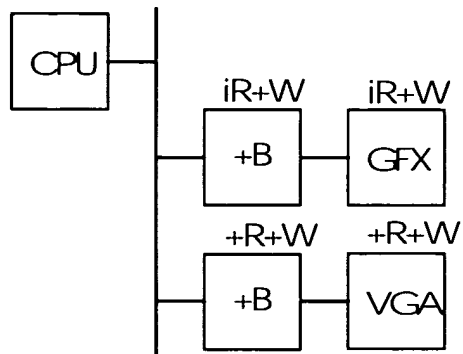 CPU
iR+W iR+W
+B GFX
+R+W +R+W
+B VGA